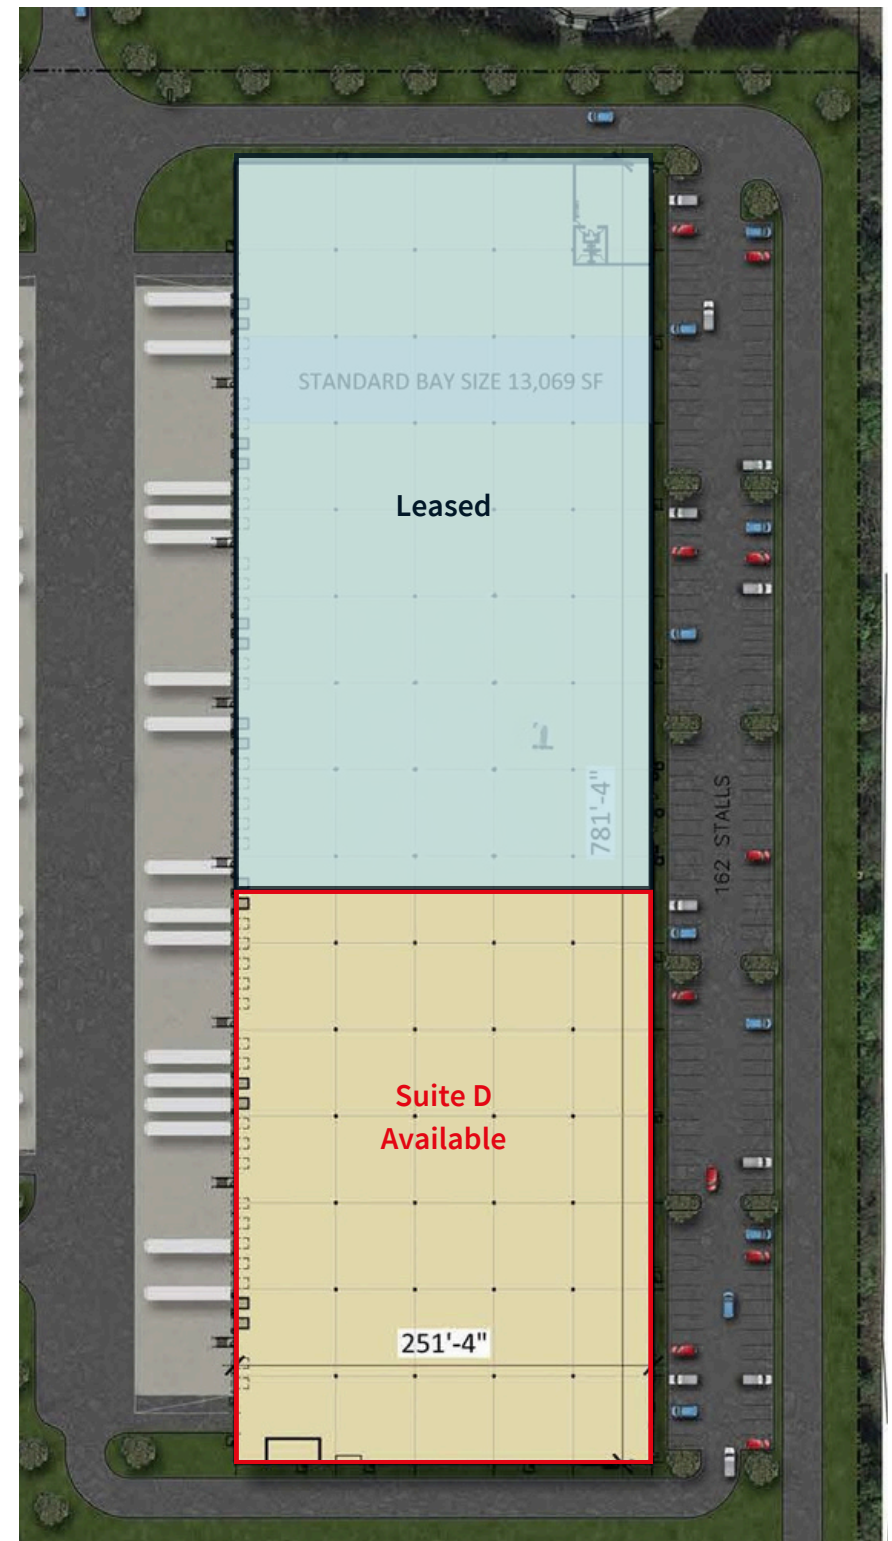 STANDARD BAY SIZE 13,069 SF
Leased
781'-4"
162 STALLS
Suite D
Available
251'-4"